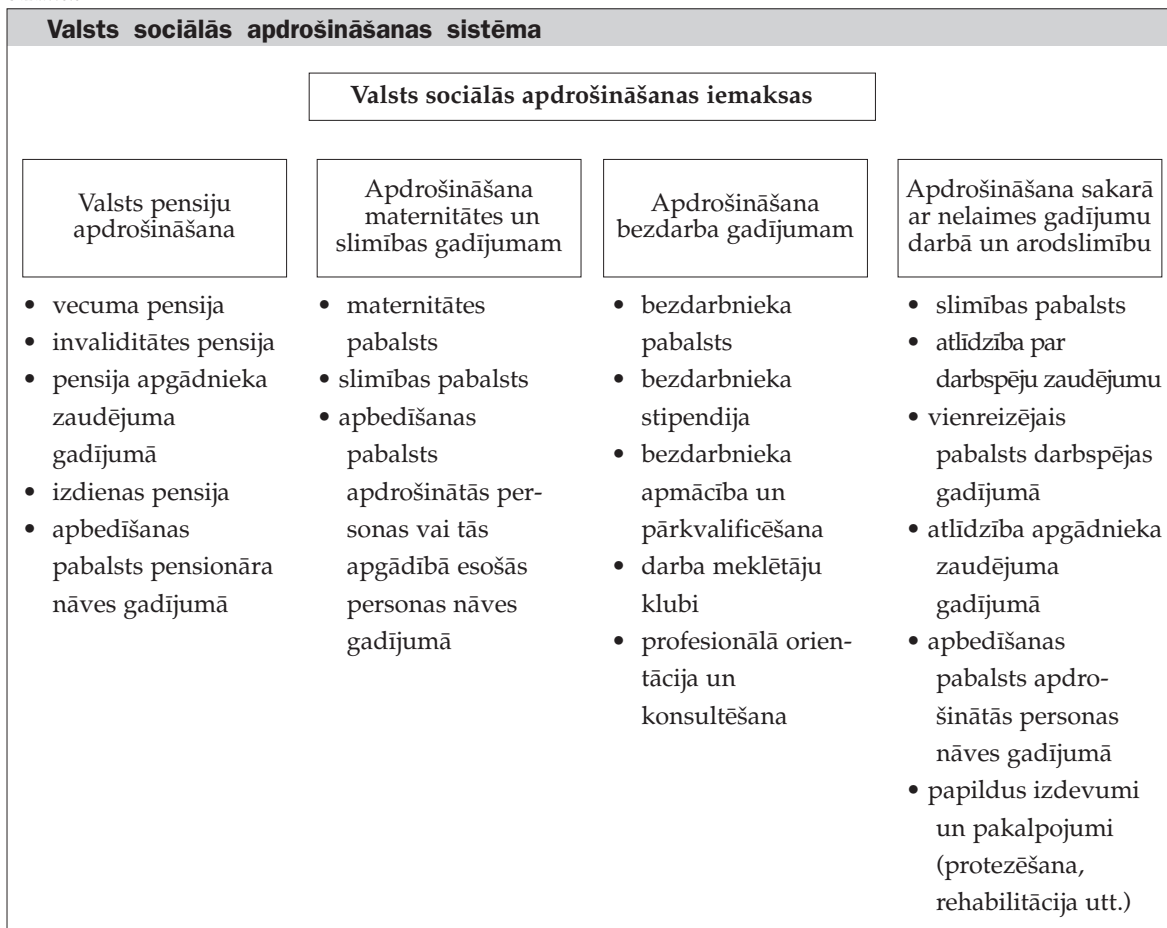 Valsts sociālās apdrošināšanas sistēma
Valsts sociālās apdrošināšanas iemaksas
Valsts pensiju
apdrošināšana
• vecuma pensija
• invaliditātes pensija
• pensija apgādnieka
zaudējuma
gadījumā
• izdienas pensija
• apbedīšanas
pabalsts pensionāra
nāves gadījumā
Apdrošināšana
maternitātes un
slimības gadījumam
• maternitātes
pabalsts
• slimības pabalsts
• apbedīšanas
pabalsts
apdrošinātās per-
sonas vai tās
apgādībā esošās
personas nāves
gadījumā
Apdrošināšana
bezdarba gadījumam
• bezdarbnieka
pabalsts
• bezdarbnieka
stipendija
• bezdarbnieka
apmācība un
pārkvalificēšana
• darba meklētāju
klubi
• profesionālā orien-
tācija un
konsultēšana
Apdrošināšana sakarā
ar nelaimes gadījumu
darbā un arodslimību
• slimības pabalsts
• atlīdzība par
darbspēju zaudējumu
• vienreizējais
pabalsts darbspējas
gadījumā
• atlīdzība apgādnieka
zaudējuma
gadījumā
• apbedīšanas
pabalsts apdro-
šinātās personas
nāves gadījumā
• papildus izdevumi
un pakalpojumi
(protezēšana,
rehabilitācija utt.)